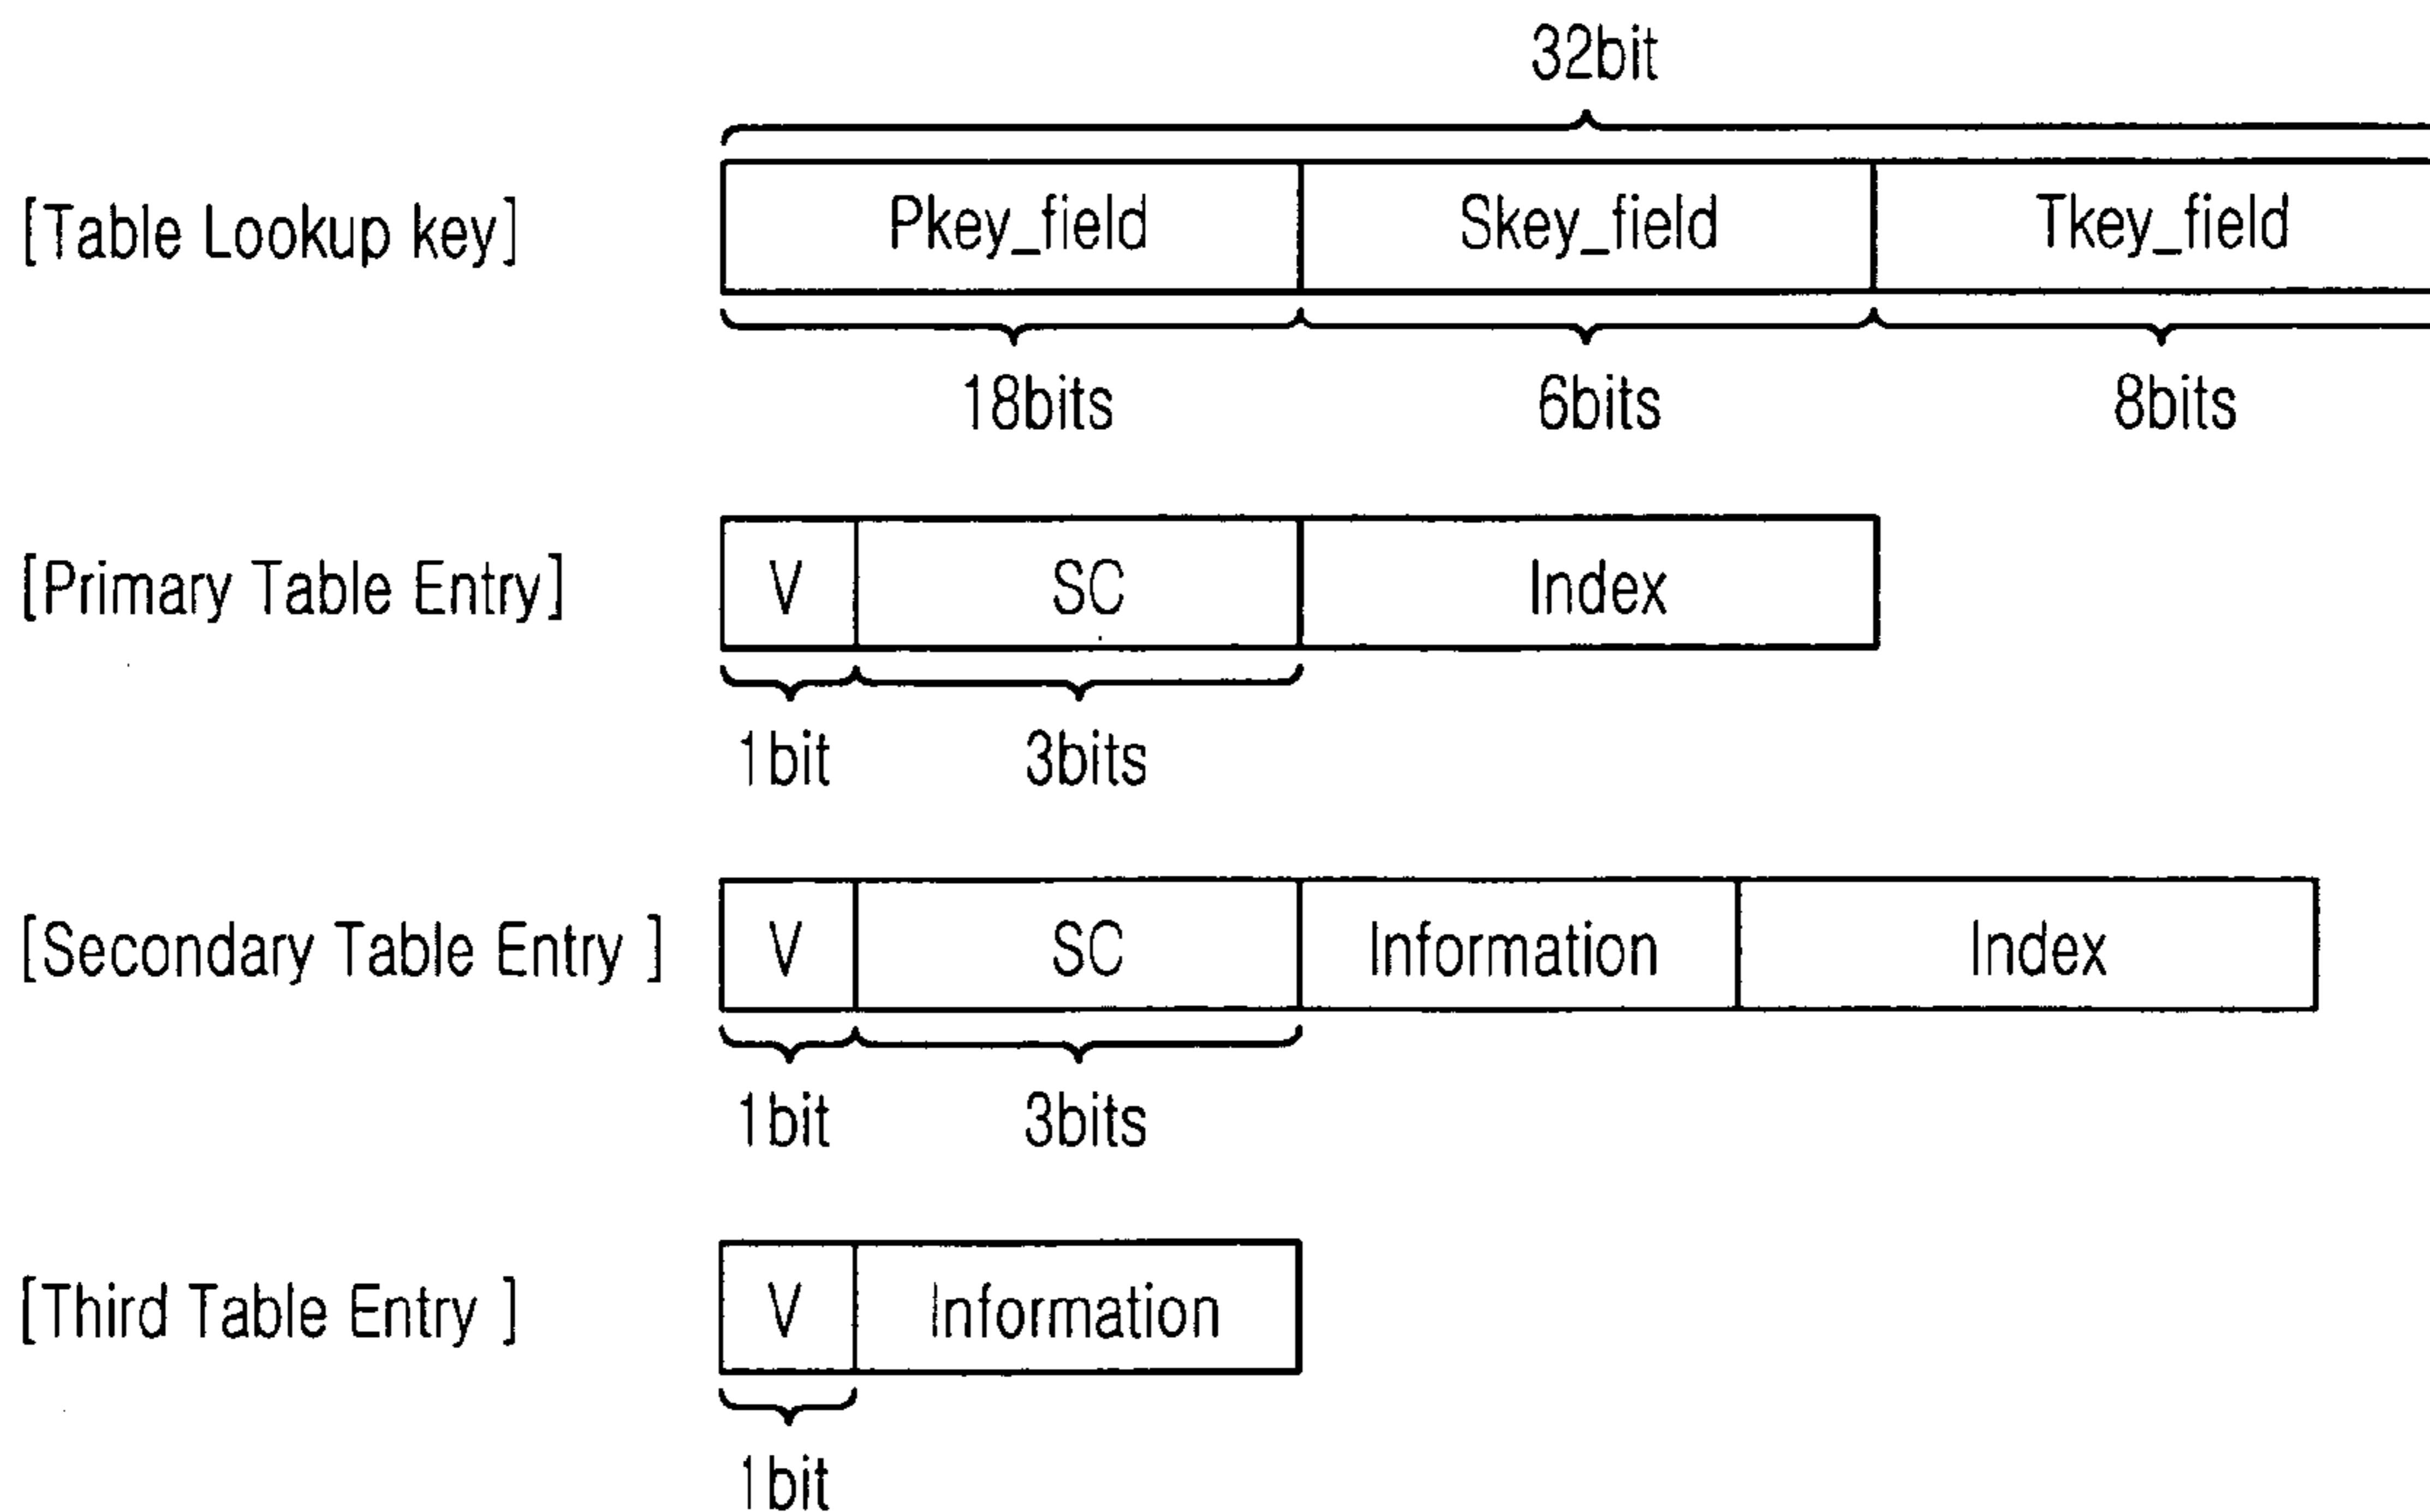 32bit
[Table Lookup key] Pkey_field Skey_field Tkey_field
18bits 6bits 8bits
[Primary Table Entry] V SC Index
1bit 3bits
[Secondary Table Entry ] V SC Information Index
1bit 3bits
[Third Table Entry ] V Information
1bit